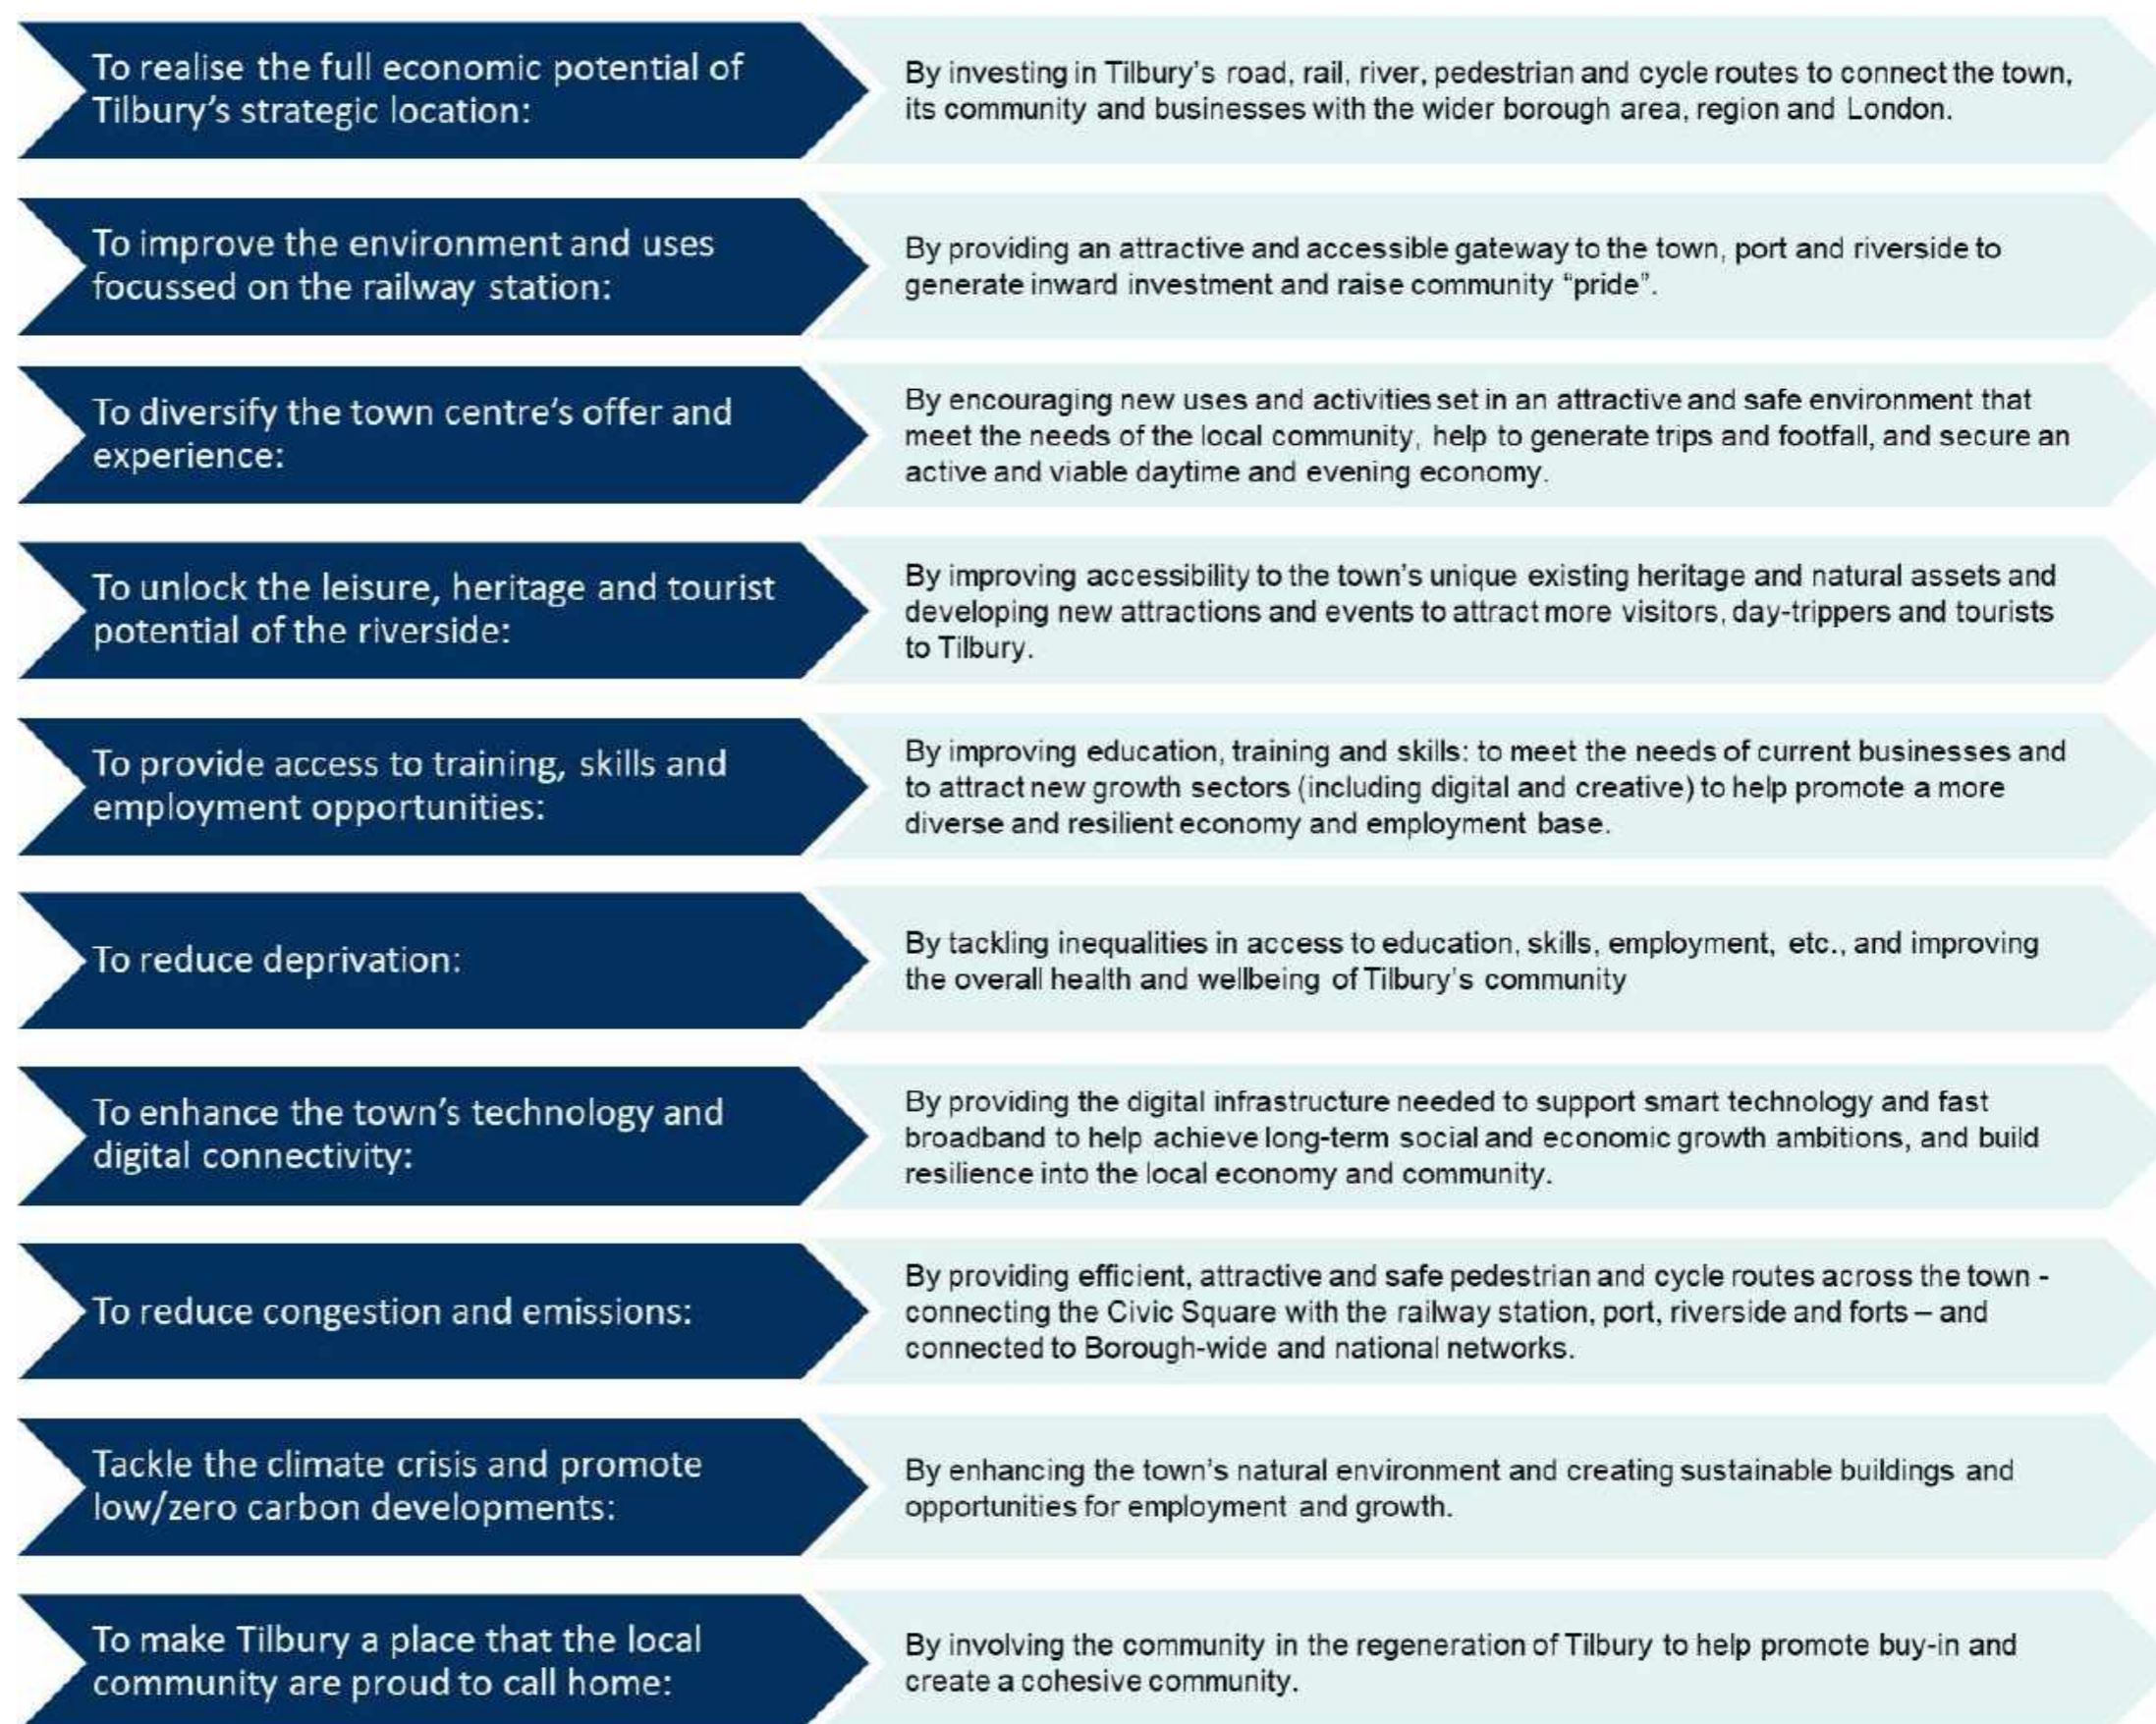 To realise the full economic potential of
Tilbury’s strategic location:
By investing in Tilbury’s road, rail, river, pedestrian and cycle routes to connect the town,
its community and businesses with the wider borough area, region and London.
To improve the environment and uses
focussed on the railway station:
By providing an attractive and accessible gateway to the town, port and riverside to
generate inward investment and raise community “pride”.
To diversify the town centre’s offer and
experience:
By encouraging new uses and activities set in an attractive and safe environment that
meet the needs of the local community, help to generate trips and footfall, and secure an
active and viable daytime and evening economy.
To unlock the leisure, heritage and tourist
potential of the riverside:
By improving accessibility to the town’s unique existing heritage and natural assets and
developing new attractions and events to attract more visitors, day-trippers and tourists
to Tilbury.
To provide access to training, skills and
employment opportunities:
By improving education, training and skills: to meet the needs of current businesses and
to attract new growth sectors (including digital and creative) to help promote a more
diverse and resilient economy and employment base.
To reduce deprivation:
By tackling inequalities in access to education, skills, employment, etc., and improving
the overall health and wellbeing of Tilbury’s community
To enhance the town’s technology and
digital connectivity:
By providing the digital infrastructure needed to support smart technology and fast
broadband to help achieve long-term social and economic growth ambitions, and build
resilience into the local economy and community.
To reduce congestion and emissions:
By providing efficient, attractive and safe pedestrian and cycle routes across the town -
connecting the Civic Square with the railway station, port, riverside and forts – and
connected to Borough-wide and national networks.
Tackle the climate crisis and promote
low/zero carbon developments:
By enhancing the town’s natural environment and creating sustainable buildings and
opportunities for employment and growth.
To make Tilbury a place that the local
community are proud to call home:
By involving the community in the regeneration of Tilbury to help promote buy-in and
create a cohesive community.